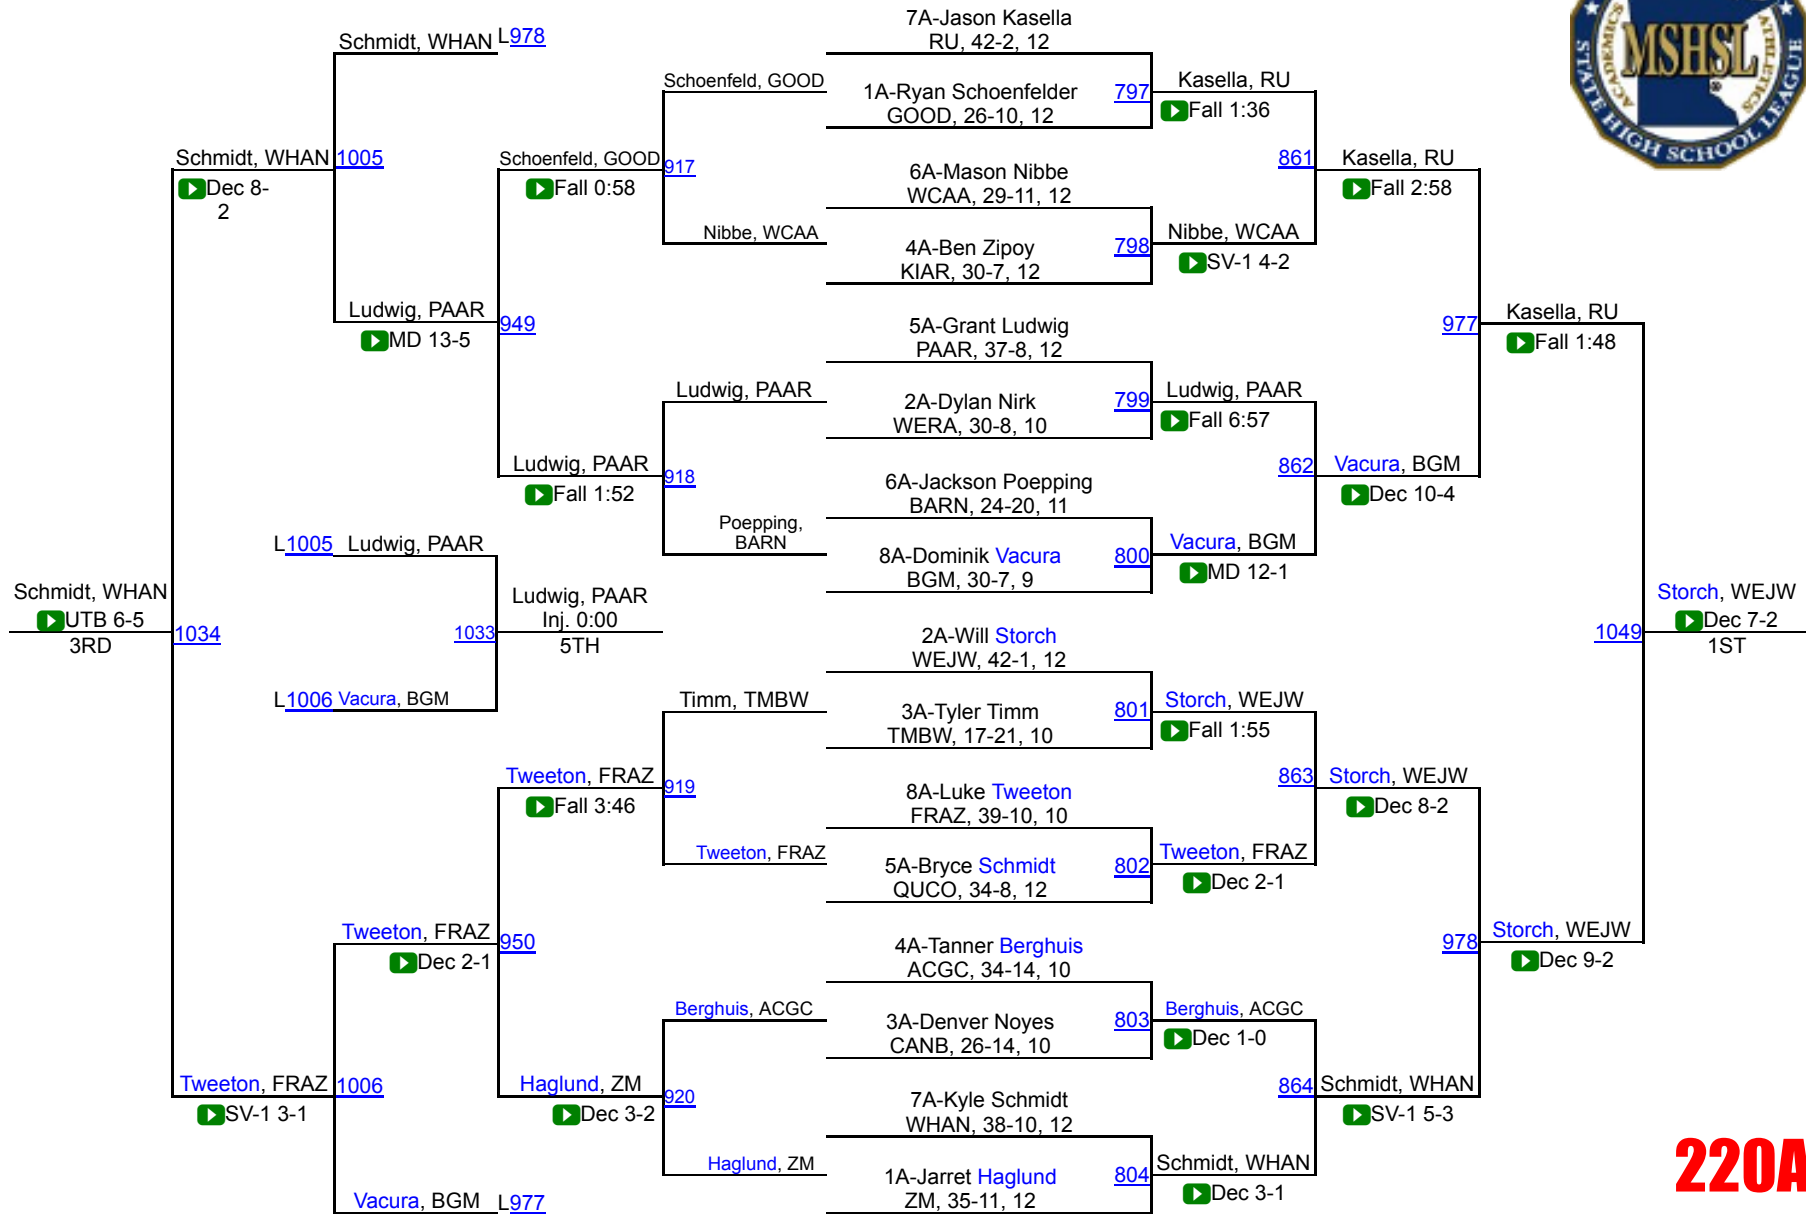 Schmidt, WHAN L978
1005
Schmidt, WHAN
Dec 8-
2
Ludwig, PAAR
MD 13-5
949
Schoenfeld, GOOD
Fall 0:58
917
Schoenfeld, GOOD
Nibbe, WCAA
Ludwig, PAAR
Fall 1:52
918
Ludwig, PAAR
Poepping,
BARN
L1005 Ludwig, PAAR
Schmidt, WHAN
UTB 6-5
3RD
1034
1033
Ludwig, PAAR
Inj. 0:00
5TH
L1006 Vacura, BGM
Timm, TMBW
Tweeton, FRAZ
Fall 3:46
919
Tweeton, FRAZ
Tweeton, FRAZ
Dec 2-1
950
Berghuis, ACGC
Haglund, ZM
Dec 3-2
920
Haglund, ZM
Tweeton, FRAZ
SV-1 3-1
1006
Vacura, BGM L977
7A-Jason Kasella
RU, 42-2, 12
1A-Ryan Schoenfelder
GOOD, 26-10, 12
797
6A-Mason Nibbe
WCAA, 29-11, 12
4A-Ben Zipoy
KIAR, 30-7, 12
798
5A-Grant Ludwig
PAAR, 37-8, 12
2A-Dylan Nirk
WERA, 30-8, 10
799
6A-Jackson Poepping
BARN, 24-20, 11
8A-Dominik Vacura
BGM, 30-7, 9
800
2A-Will Storch
WEJW, 42-1, 12
3A-Tyler Timm
TMBW, 17-21, 10
801
8A-Luke Tweeton
FRAZ, 39-10, 10
5A-Bryce Schmidt
QUCO, 34-8, 12
802
4A-Tanner Berghuis
ACGC, 34-14, 10
3A-Denver Noyes
CANB, 26-14, 10
803
7A-Kyle Schmidt
WHAN, 38-10, 12
1A-Jarret Haglund
ZM, 35-11, 12
804
Kasella, RU
Fall 1:36
861
Nibbe, WCAA
SV-1 4-2
Ludwig, PAAR
Fall 6:57
862
Vacura, BGM
MD 12-1
Storch, WEJW
Fall 1:55
863
Tweeton, FRAZ
Dec 2-1
Berghuis, ACGC
Dec 1-0
864
Schmidt, WHAN
Dec 3-1
Kasella, RU
Fall 2:58
977
Vacura, BGM
Dec 10-4
Storch, WEJW
Dec 8-2
978
Schmidt, WHAN
SV-1 5-3
Kasella, RU
Fall 1:48
1049
Storch, WEJW
Dec 9-2
Storch, WEJW
Dec 7-2
1ST
ACADEMICS
MSHSL
ATHLETICS
STATE HIGH SCHOOL LEAGUE
220A